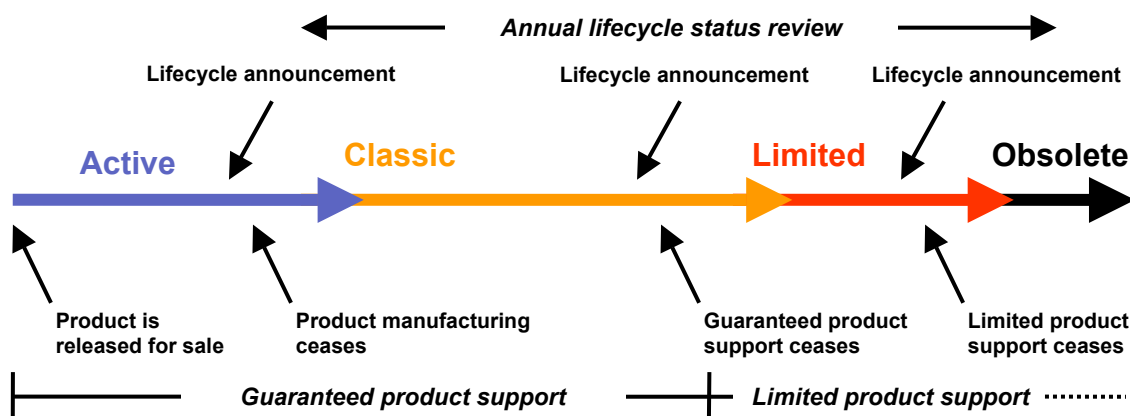 Annual lifecycle status review
Lifecycle announcement
Lifecycle announcement
Lifecycle announcement
Active
Classic
Limited
Obsolete
Product is
released for sale
Product manufacturing
ceases
Guaranteed product
support ceases
Limited product
support ceases
Guaranteed product support
Limited product support